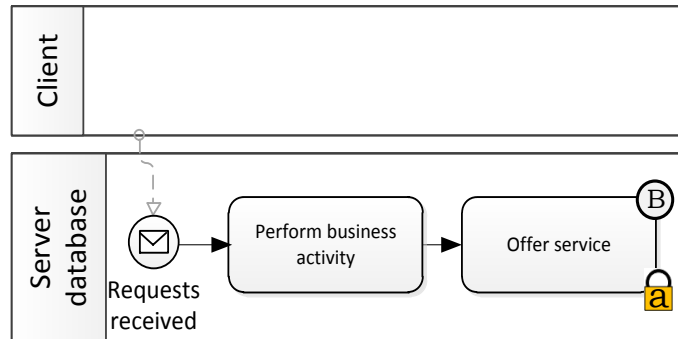 Client
Server
database
Requests
received
Perform business
activity
Offer service
B
a